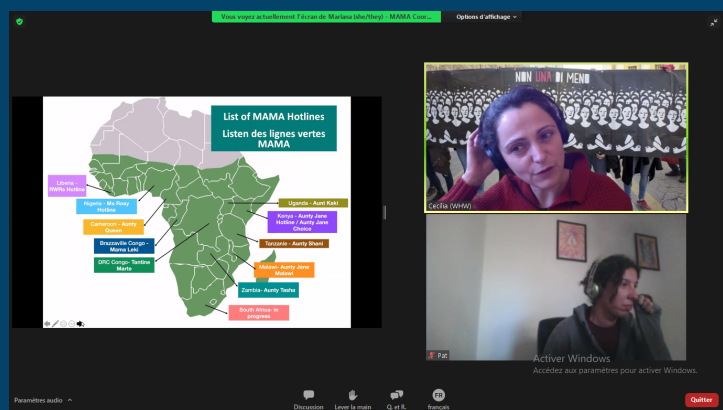 Vous voyez actuellement l'écran de Mariana (she/they) - MAMA Cour...
Options d'affichage
List of MAMA Hotlines
Listen des lignes vertes
MAMA
Liberia -
RWRs Hotline
Nigeria - Ms Rosy
Hotline
Cameroon - Aunty
Queen
Brazzaville Congo -
Mama Leki
DRC Congo- Tantine
Marta
Uganda - Aunt Kaki
Kenya - Aunty Jane
Hotline / Aunty Jane
Choice
Tanzania - Aunty Shani
Malawi - Aunty Jane
Malawi
Zambia- Aunty Tasha
South Africa- in
progress
NON UNA DI MENO
Cecilia (WHW)
Pat
Activer Windows
Accédez aux paramètres pour activer Windows.
Paramètres audio
Discussion
Lever la main
Q. et R.
FR
français
Quitter